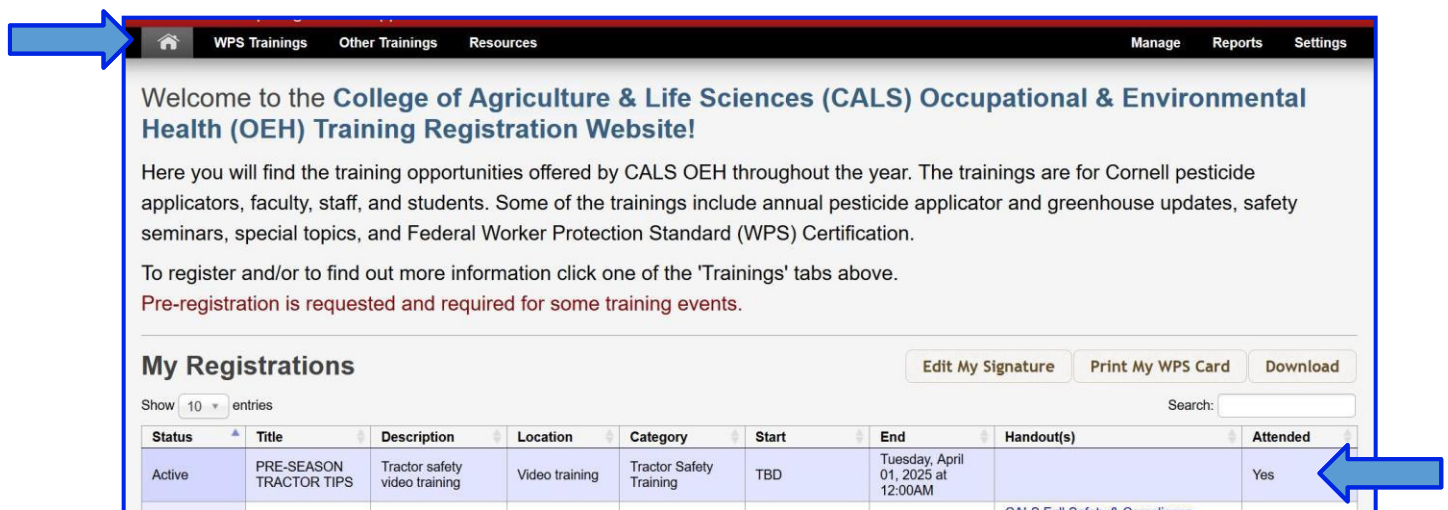 WPS Trainings Other Trainings Resources Manage Reports Settings
Welcome to the College of Agriculture & Life Sciences (CALS) Occupational & Environmental
Health (OEH) Training Registration Website!
Here you will find the training opportunities offered by CALS OEH throughout the year. The trainings are for Cornell pesticide
applicators, faculty, staff, and students. Some of the trainings include annual pesticide applicator and greenhouse updates, safety
seminars, special topics, and Federal Worker Protection Standard (WPS) Certification.
To register and/or to find out more information click one of the 'Trainings' tabs above.
Pre-registration is requested and required for some training events.
My Registrations Edit My Signature Print My WPS Card Download
Show 10 entries Search:
Status Title Description Location Category Start End Handout(s) Attended
Active PRE-SEASON TRACTOR TIPS Tractor safety video training Video training Tractor Safety Training TBD Tuesday, April 01, 2025 at 12:00AM Yes